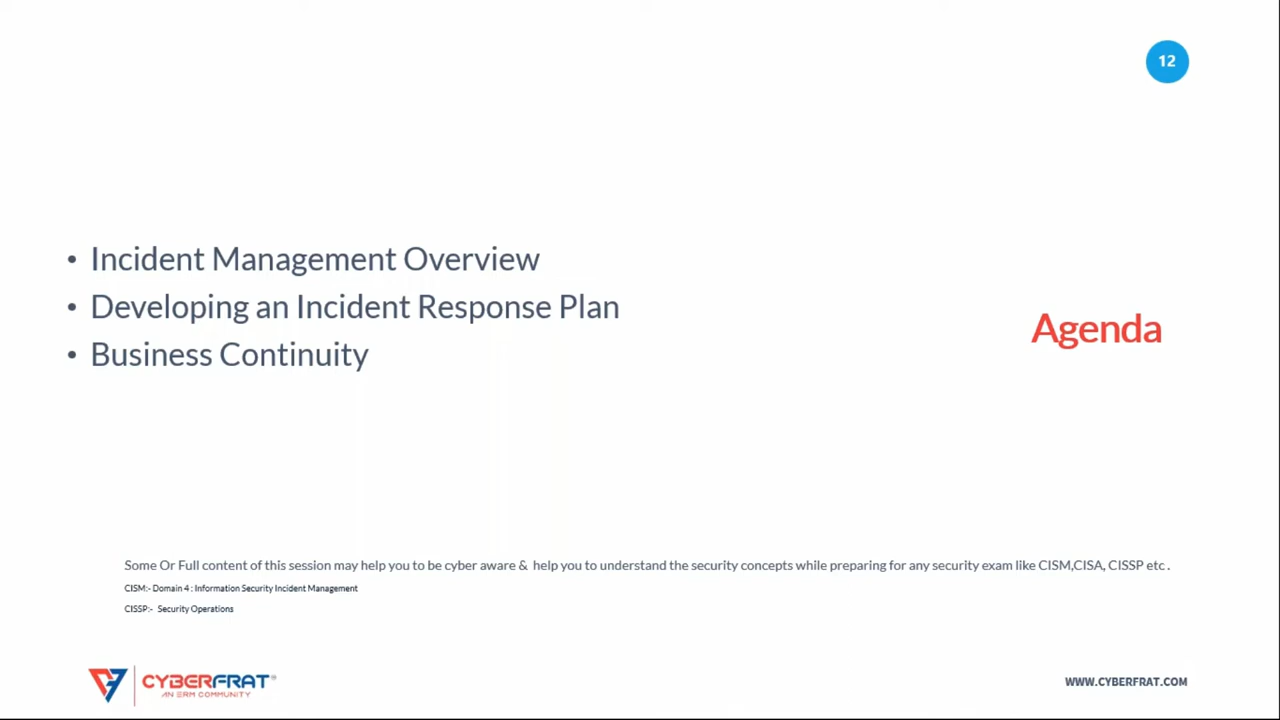 12
• Incident Management Overview
• Developing an Incident Response Plan
• Business Continuity
Agenda
Some Or Full content of this session may help you to be cyber aware & help you to understand the security concepts while preparing for any security exam like CISM,CISA, CISSP etc .
CISM:- Domain 4 : Information Security Incident Management
CISSP:- Security Operations
CYBERFRAT
AN ERM COMMUNITY
WWW.CYBERFRAT.COM